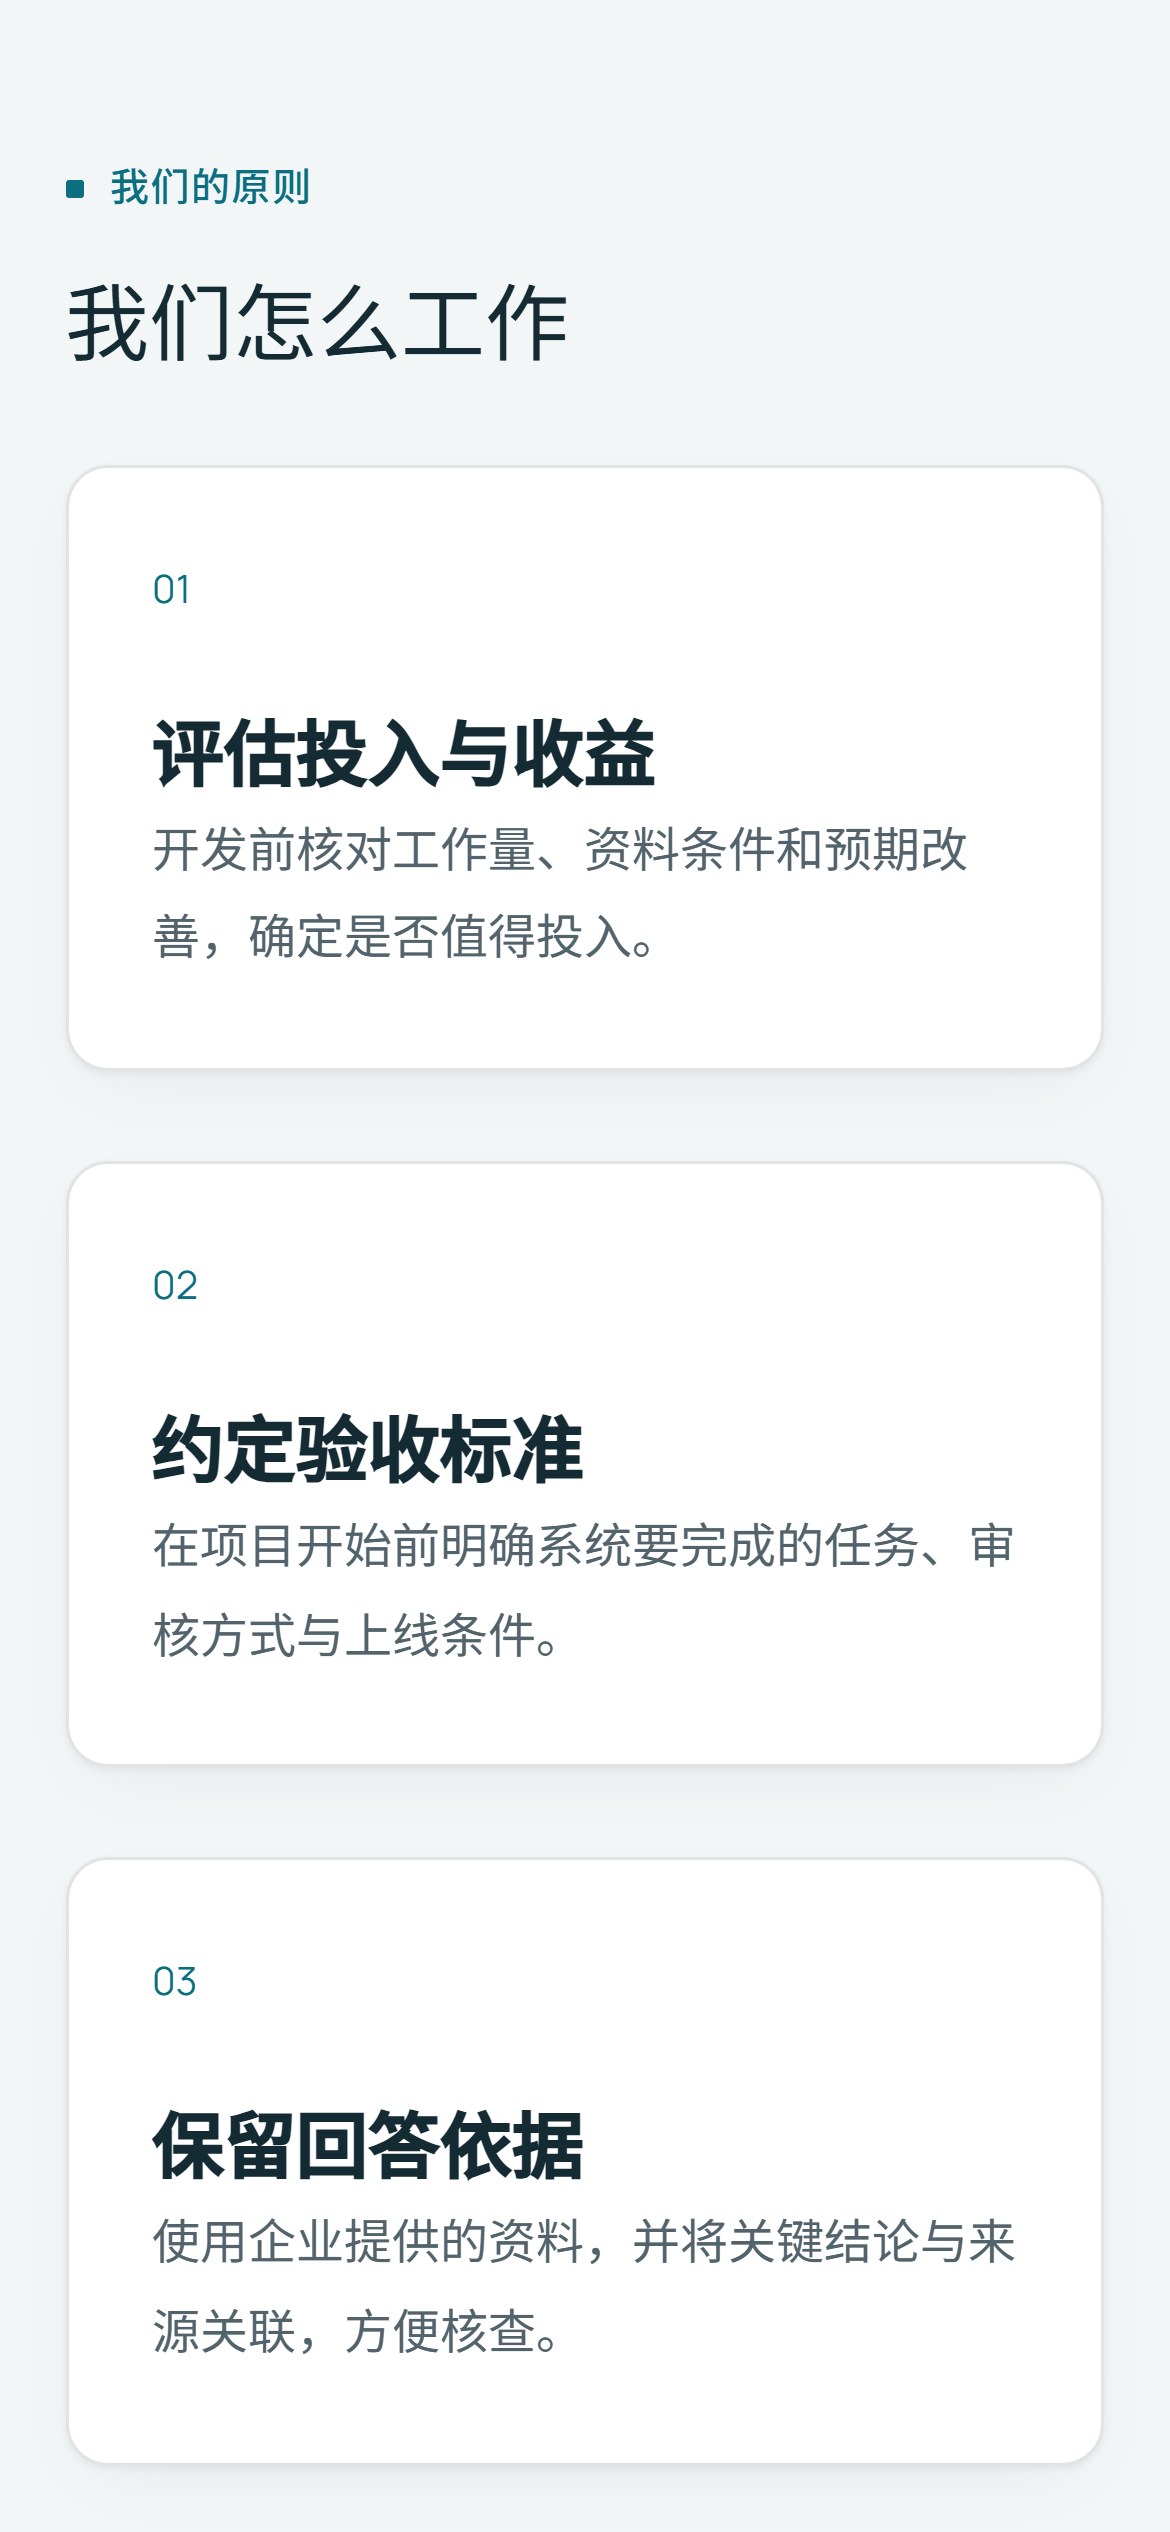 我们的原则
我们怎么工作
01
评估投入与收益
开发前核对工作量、资料条件和预期改
善，确定是否值得投入。
02
约定验收标准
在项目开始前明确系统要完成的任务、审
核方式与上线条件。
03
保留回答依据
使用企业提供的资料，并将关键结论与来
源关联，方便核查。